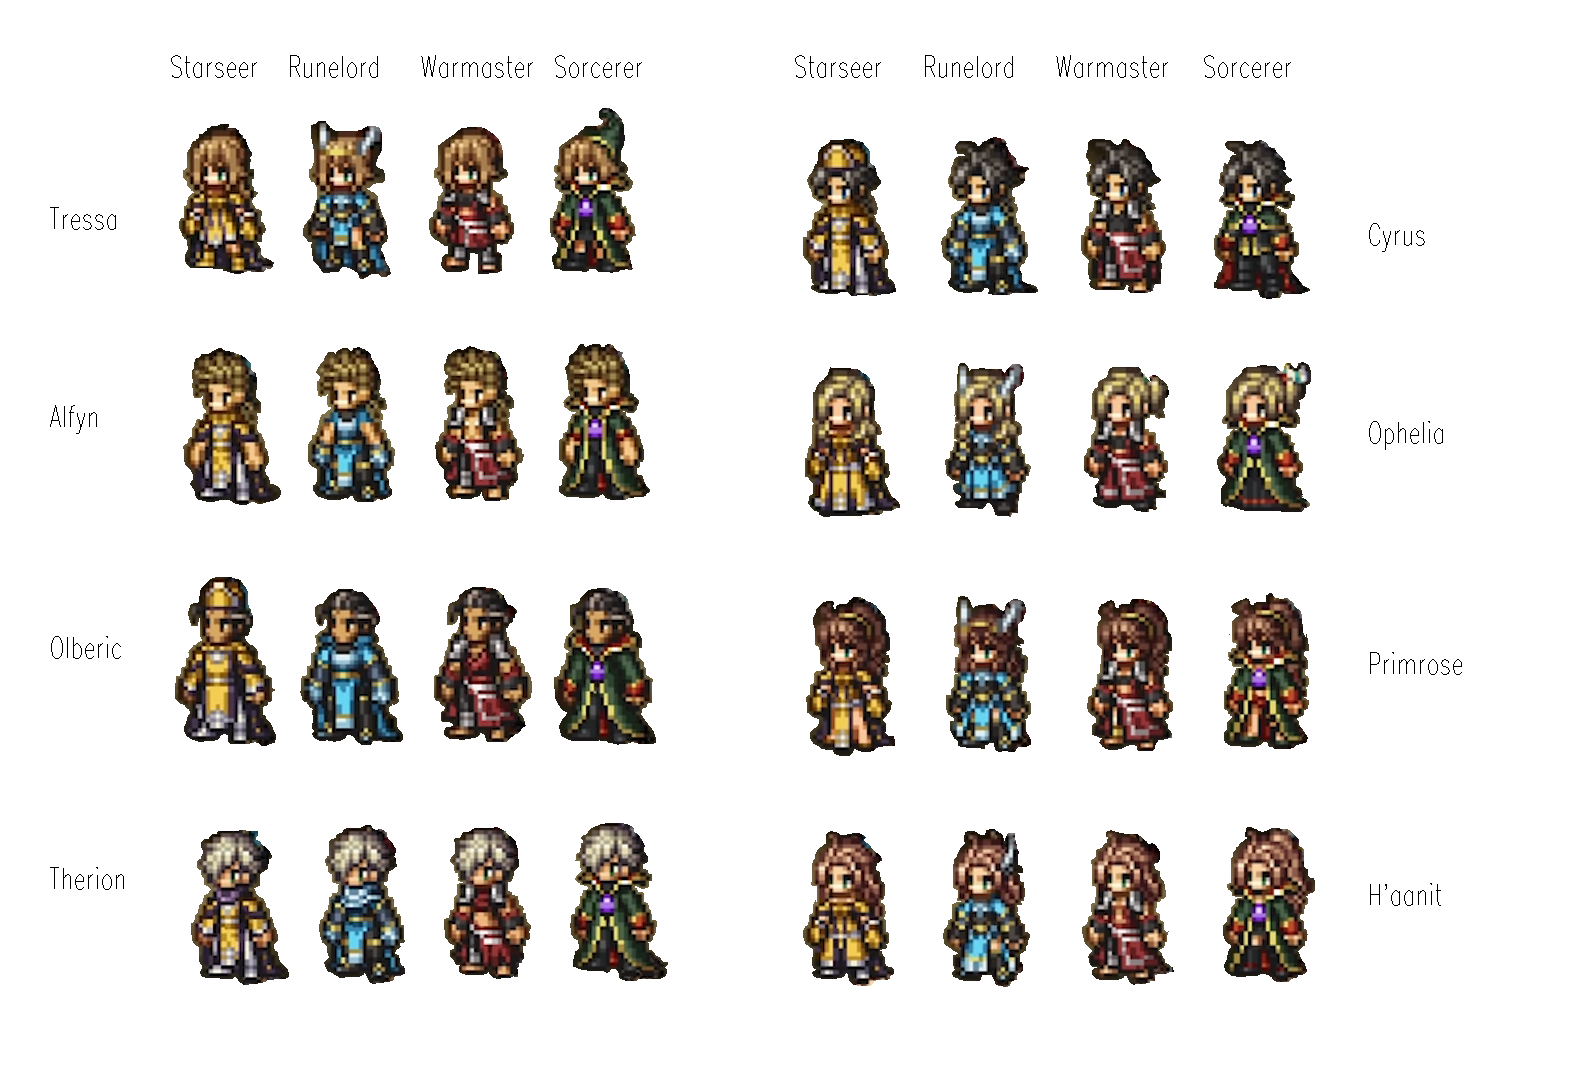 Starseer Runelord Warmaster Sorcerer
Starseer Runelord Warmaster Sorcerer
Tressa
Cyrus
Alfyn
Ophelia
Olberic
Primrose
Therion
H'aanit